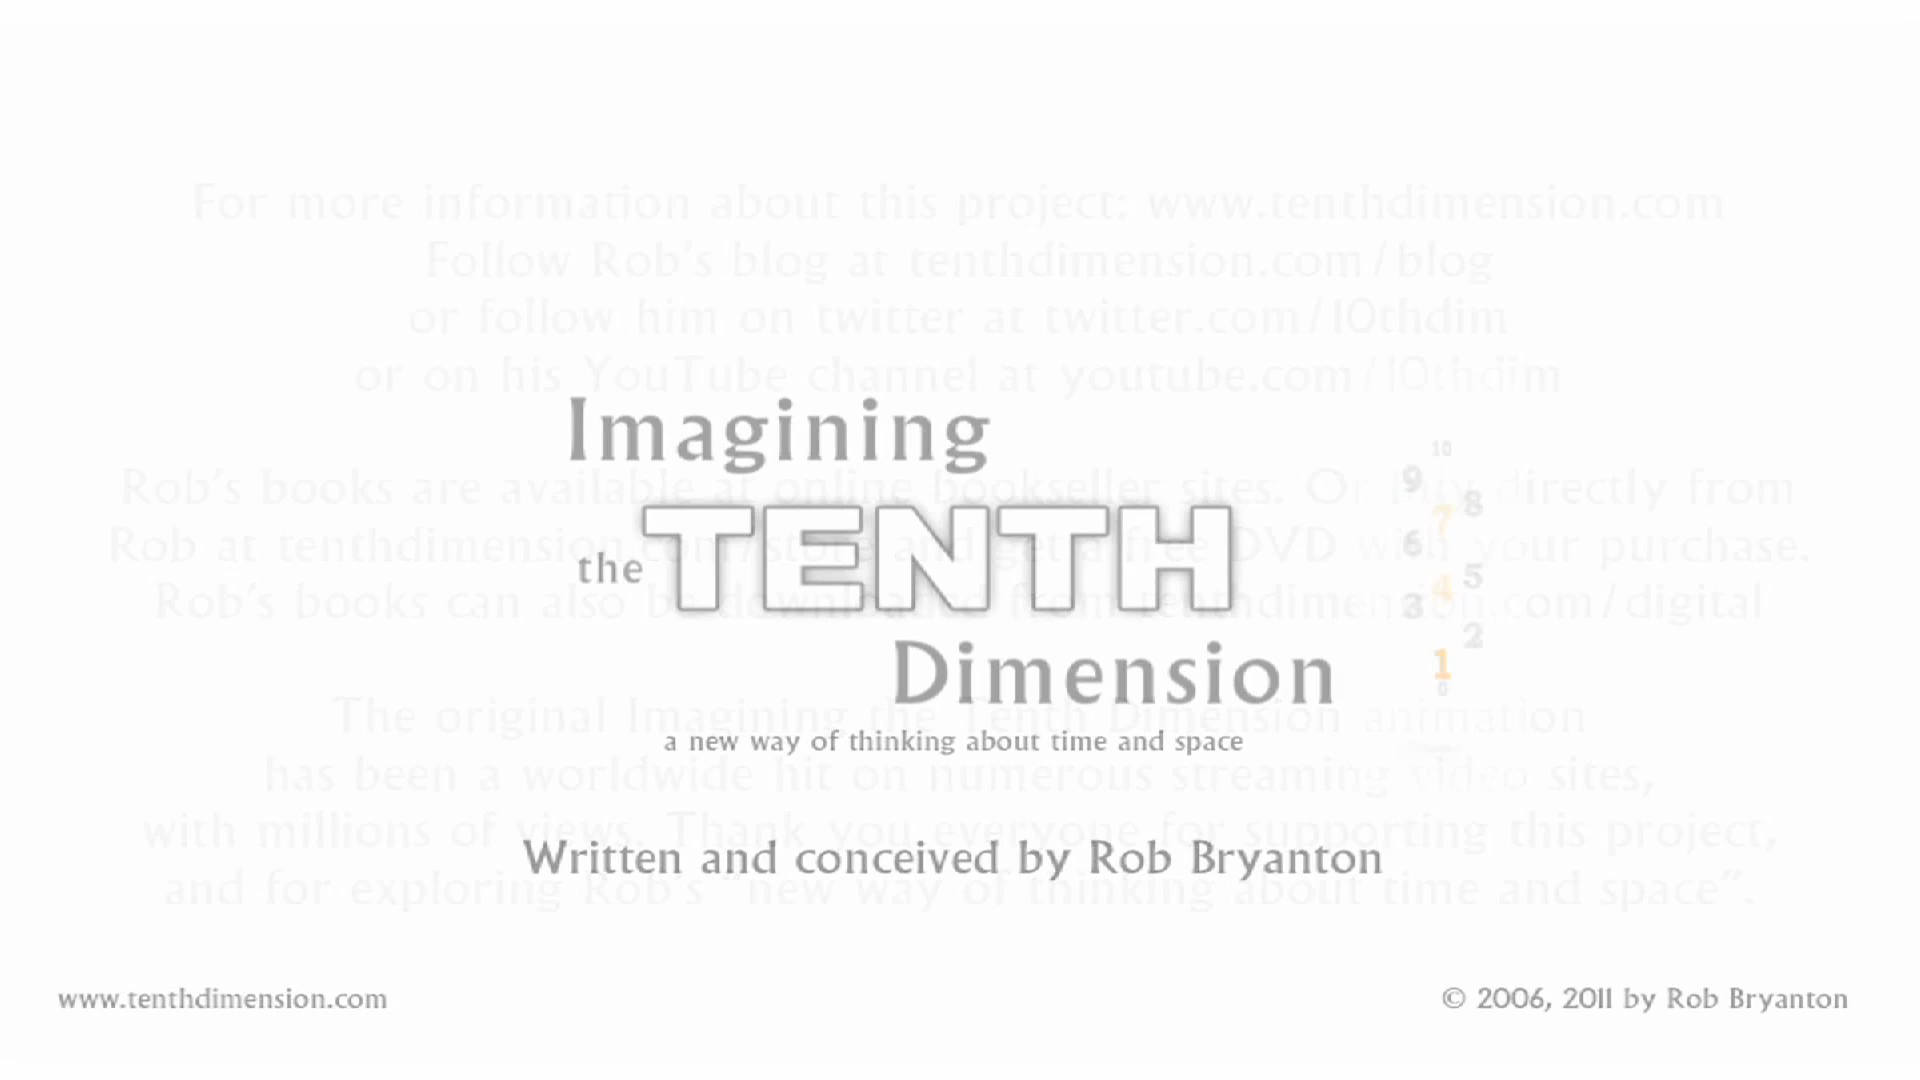 For more information about this project: www.tenthdimension.com
Follow Rob's blog at tenthdimension.com/blog
or follow him on twitter at twitter.com/10thdim
or on his YouTube channel at youtube.com/10thdim
Imagining
the TENTH
Dimension
a new way of thinking about time and space
10
9
8
7
6
5
4
3
2
1
0
Rob's books are available at online bookseller sites. Or buy directly from
Rob at tenthdimension.com/store and get a free DVD with your purchase.
Rob's books can also be downloaded from tenthdimension.com/digital
The original Imagining the Tenth Dimension animation
has been a worldwide hit on numerous streaming video sites,
with millions of views. Thank you everyone for supporting this project,
and for exploring Rob's "new way of thinking about time and space".
Written and conceived by Rob Bryanton
www.tenthdimension.com
© 2006, 2011 by Rob Bryanton